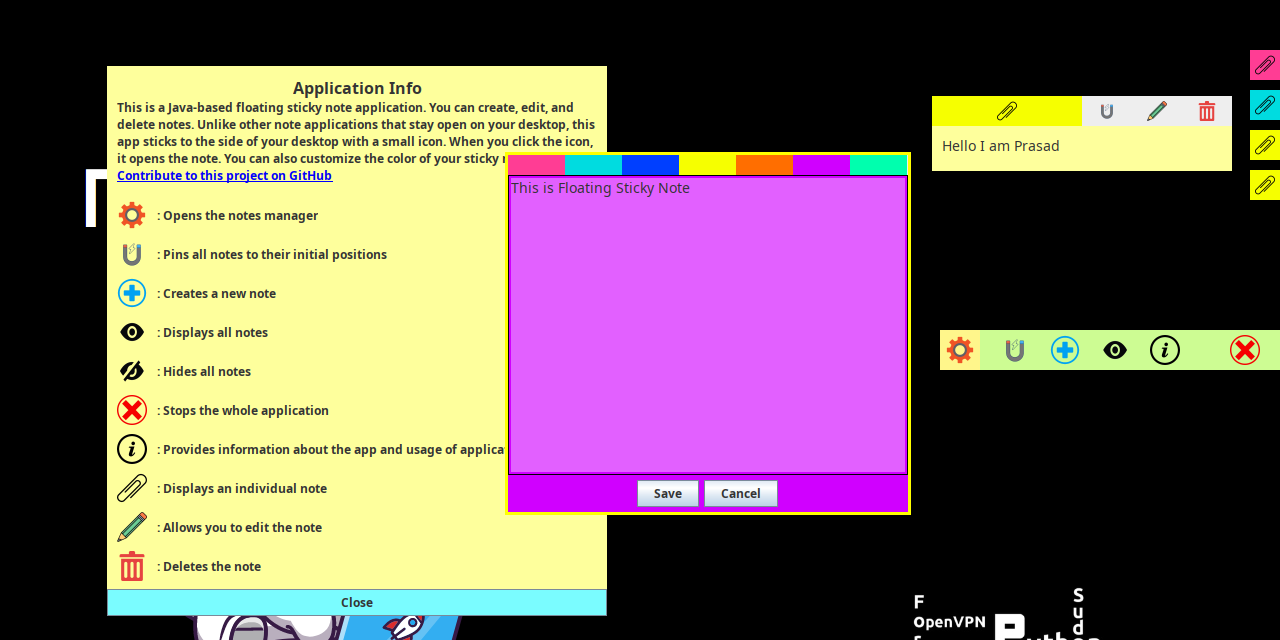 Application Info
This is a Java-based floating sticky note application. You can create, edit, and
delete notes. Unlike other note applications that stay open on your desktop, this
app sticks to the side of your desktop with a small icon. When you click the icon,
it opens the note. You can also customize the color of your sticky
Contribute to this project on GitHub
: Opens the notes manager
: Pins all notes to their initial positions
: Creates a new note
: Displays all notes
: Hides all notes
: Stops the whole application
: Provides information about the app and usage of
: Displays an individual note
: Allows you to edit the note
: Deletes the note
Close
This is Floating Sticky Note
Save
Cancel
Hello I am Prasad
F
OpenVPN
S
u
d